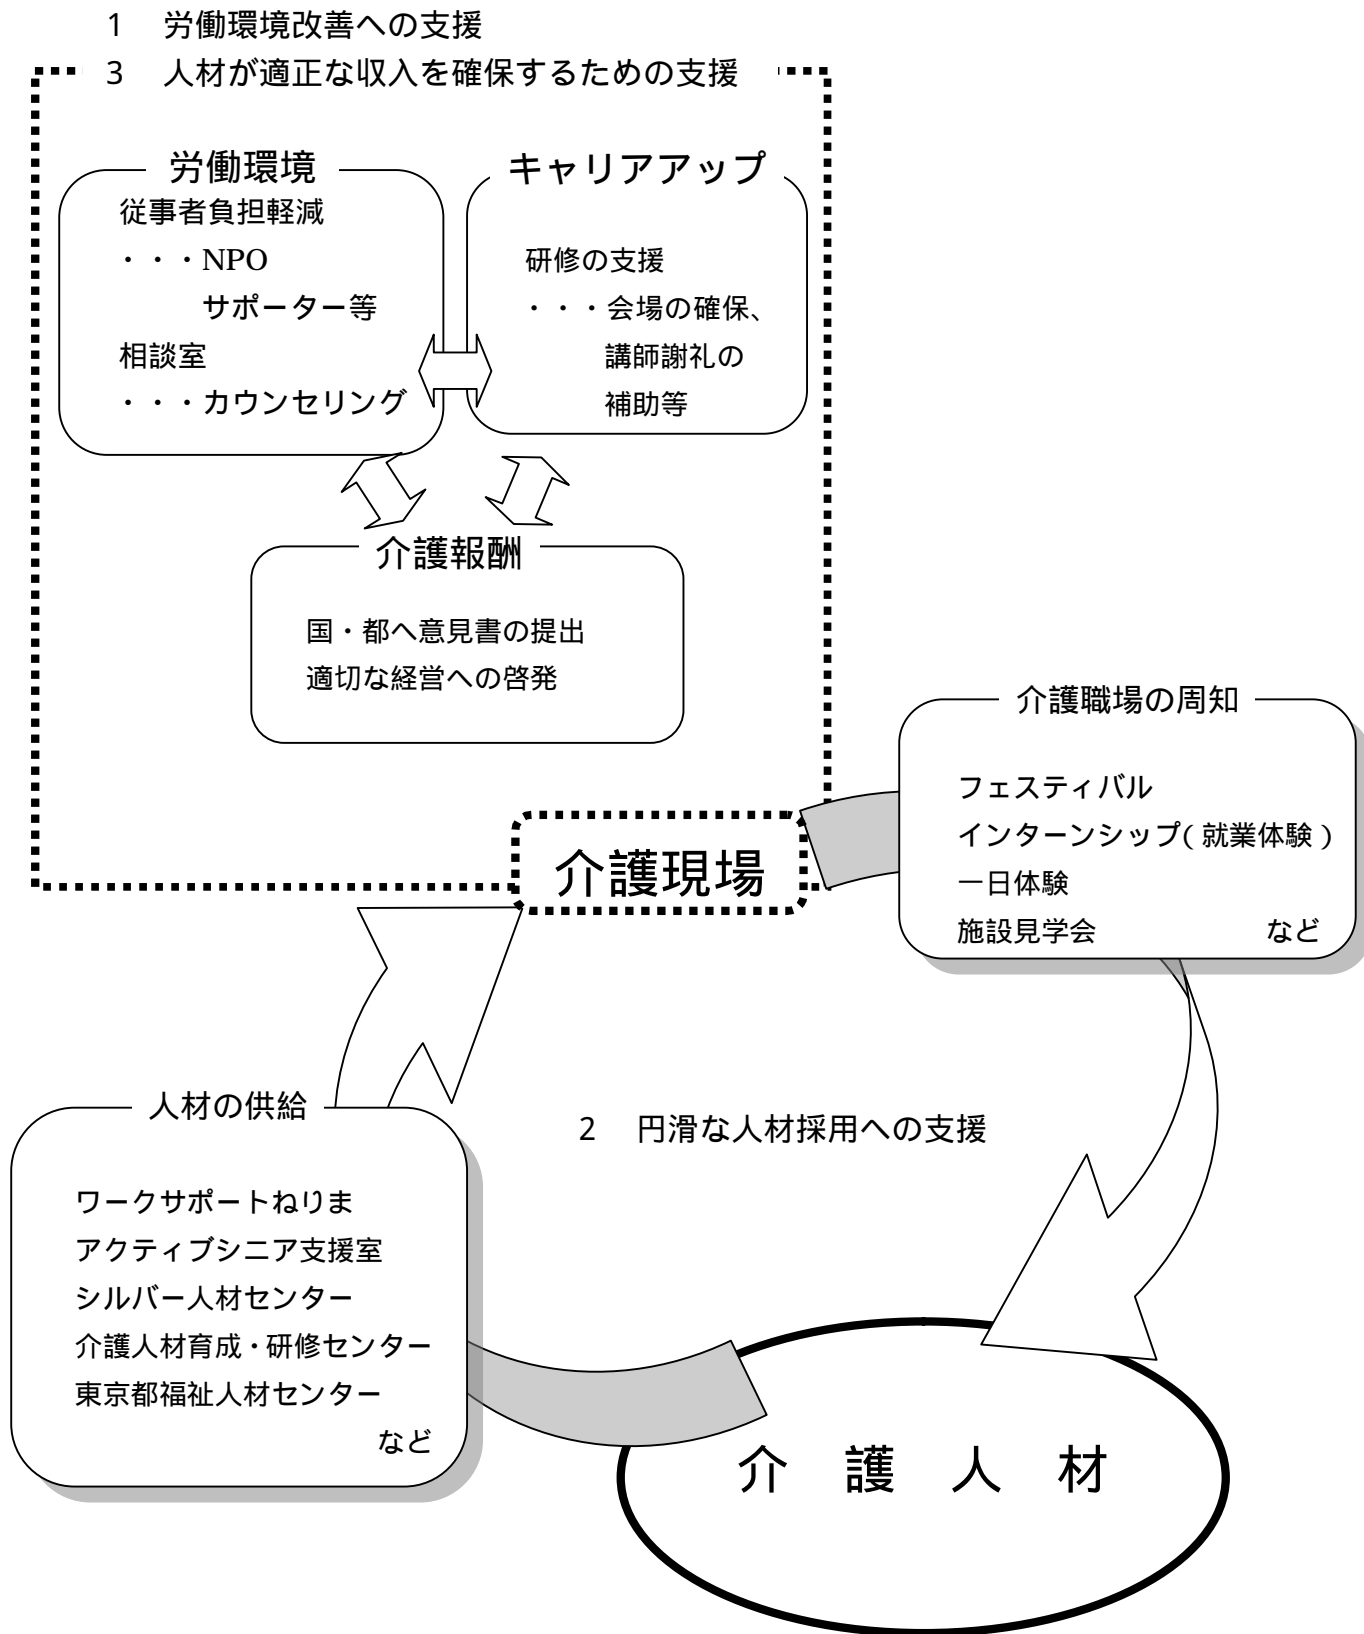 1 労働環境改善への支援
3 人材が適正な収入を確保するための支援
労働環境
従事者負担軽減
・・・NPO
サポーター等
相談室
・・・カウンセリング
キャリアアップ
研修の支援
・・・会場の確保、
講師謝礼の
補助等
介護報酬
国・都へ意見書の提出
適切な経営への啓発
介護職場の周知
フェスティバル
インターンシップ(就業体験)
一日体験
施設見学会 など
介護現場
人材の供給
ワークサポートねりま
アクティブシニア支援室
シルバー人材センター
介護人材育成・研修センター
東京都福祉人材センター
など
2 円滑な人材採用への支援
介 護 人 材